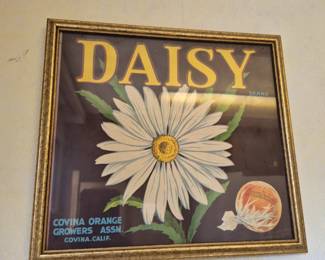 DAISY
BRAND
COVINA ORANGE
GROWERS ASSN
COVINA, CALIF.